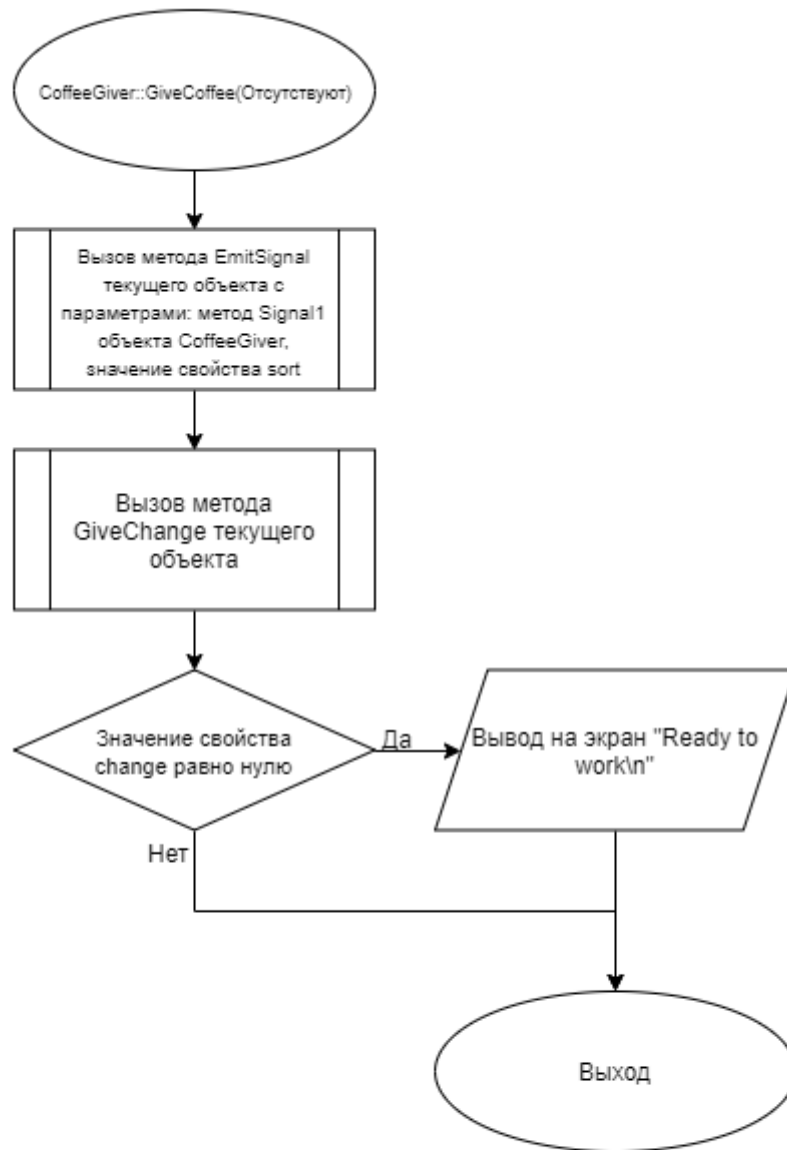 CoffeeGiver::GiveCoffee(Отсутствуют)
Вызов метода EmitSignal
текущего объекта с
параметрами: метод Signal1
объекта CoffeeGiver,
значение свойства sort
Вызов метода
GiveChange текущего
объекта
Значение свойства
change равно нулю
Да
Вывод на экран "Ready to
work\n"
Нет
Выход